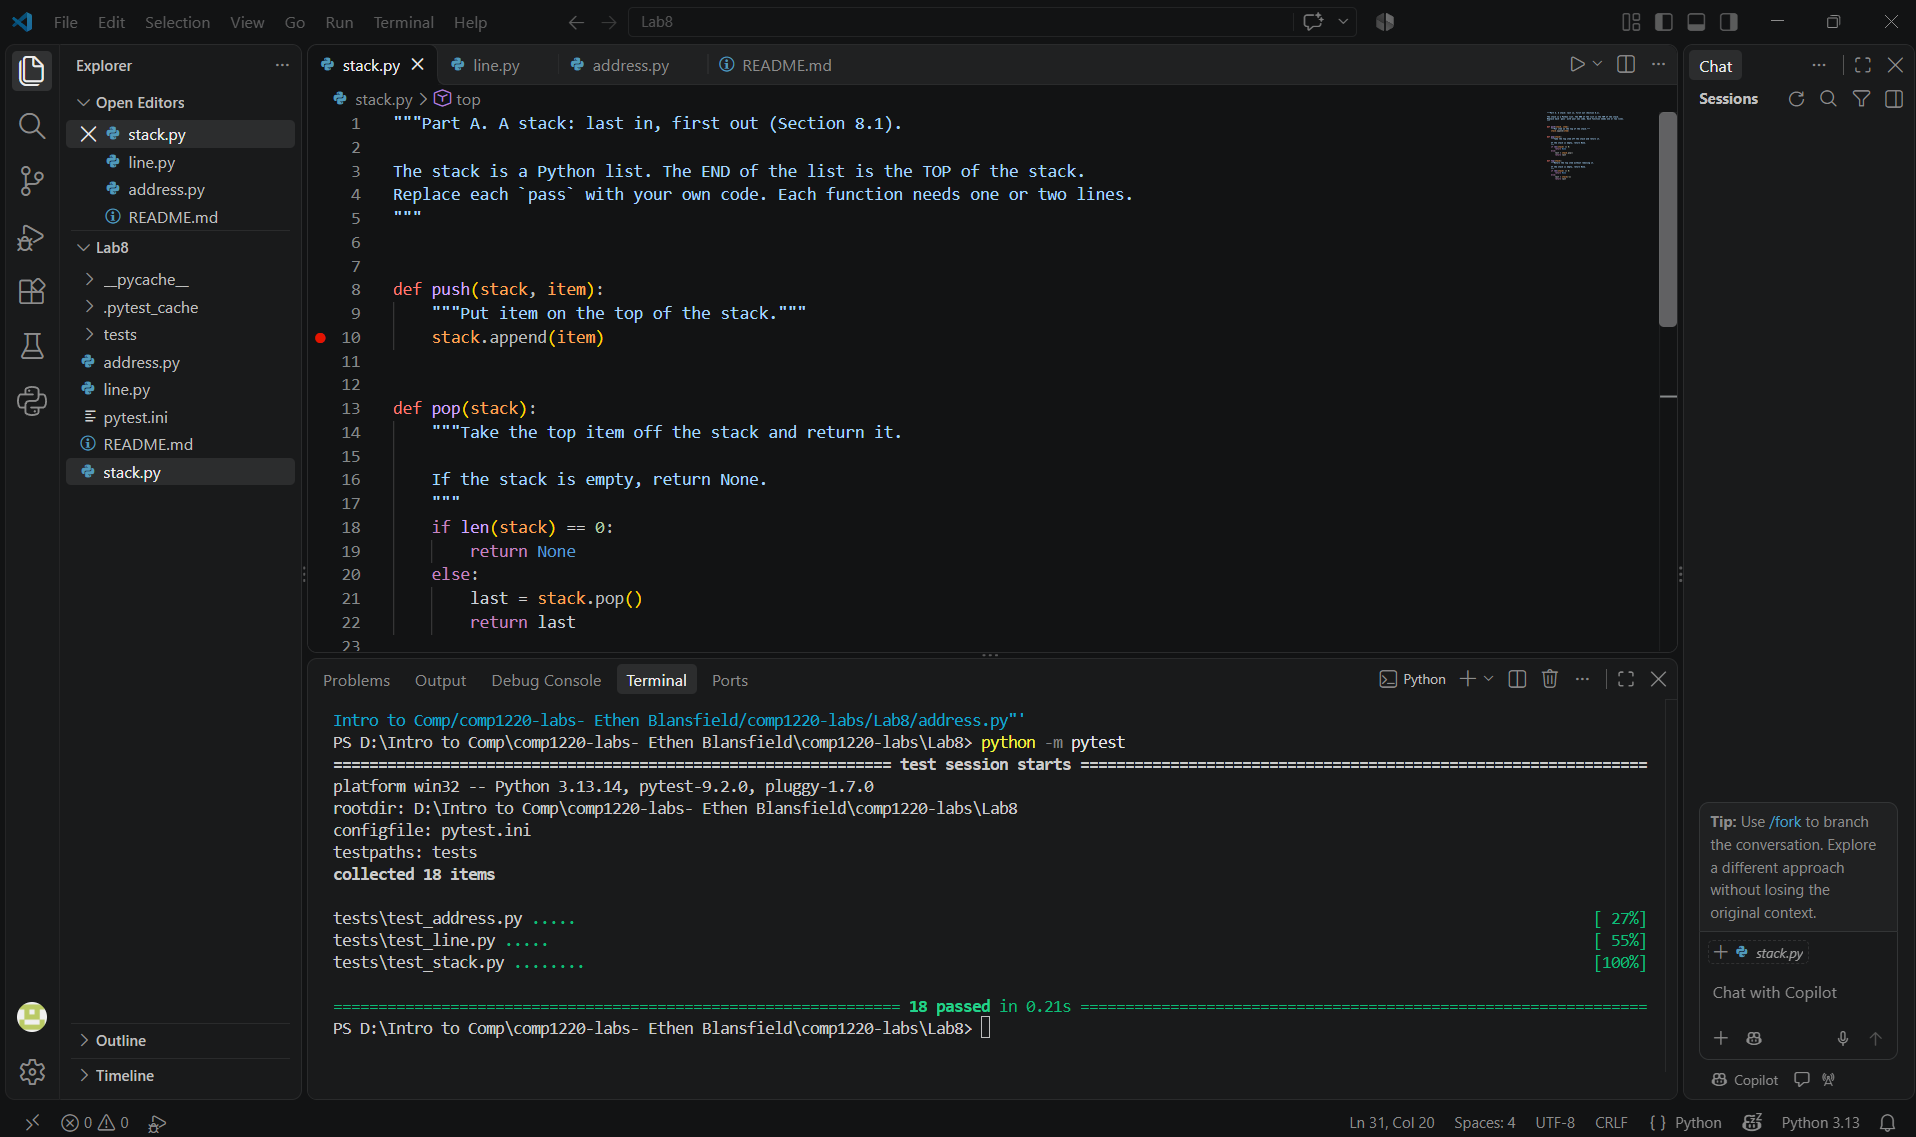 File Edit Selection View Go Run Terminal Help
Lab8
Explorer
Open Editors
stack.py
line.py
address.py
README.md
Lab8
__pycache__
.pytest_cache
tests
address.py
line.py
pytest.ini
README.md
stack.py
Outline
Timeline
stack.py line.py address.py README.md
stack.py > top
1 """Part A. A stack: last in, first out (Section 8.1).
2
3 The stack is a Python list. The END of the list is the TOP of the stack.
4 Replace each `pass` with your own code. Each function needs one or two lines.
5 """
6
7
8 def push(stack, item):
9 """Put item on the top of the stack."""
10 stack.append(item)
11
12
13 def pop(stack):
14 """Take the top item off the stack and return it.
15
16 If the stack is empty, return None.
17 """
18 if len(stack) == 0:
19 return None
20 else:
21 last = stack.pop()
22 return last
23
Problems Output Debug Console Terminal Ports
Python
Intro to Comp/comp1220-labs- Ethen Blansfield/comp1220-labs/Lab8/address.py"'
PS D:\Intro to Comp\comp1220-labs- Ethen Blansfield\comp1220-labs\Lab8> python -m pytest
============================================================== test session starts ===============================================================
platform win32 -- Python 3.13.14, pytest-9.2.0, pluggy-1.7.0
rootdir: D:\Intro to Comp\comp1220-labs- Ethen Blansfield\comp1220-labs\Lab8
configfile: pytest.ini
testpaths: tests
collected 18 items
tests\test_address.py ..... [ 27%]
tests\test_line.py ..... [ 55%]
tests\test_stack.py ........ [100%]
=============================================================== 18 passed in 0.21s ===============================================================
PS D:\Intro to Comp\comp1220-labs- Ethen Blansfield\comp1220-labs\Lab8>
Chat
Sessions
Tip: Use /fork to branch
the conversation. Explore
a different approach
without losing the
original context.
stack.py
Chat with Copilot
Copilot
0 0
Ln 31, Col 20 Spaces: 4 UTF-8 CRLF { } Python Python 3.13